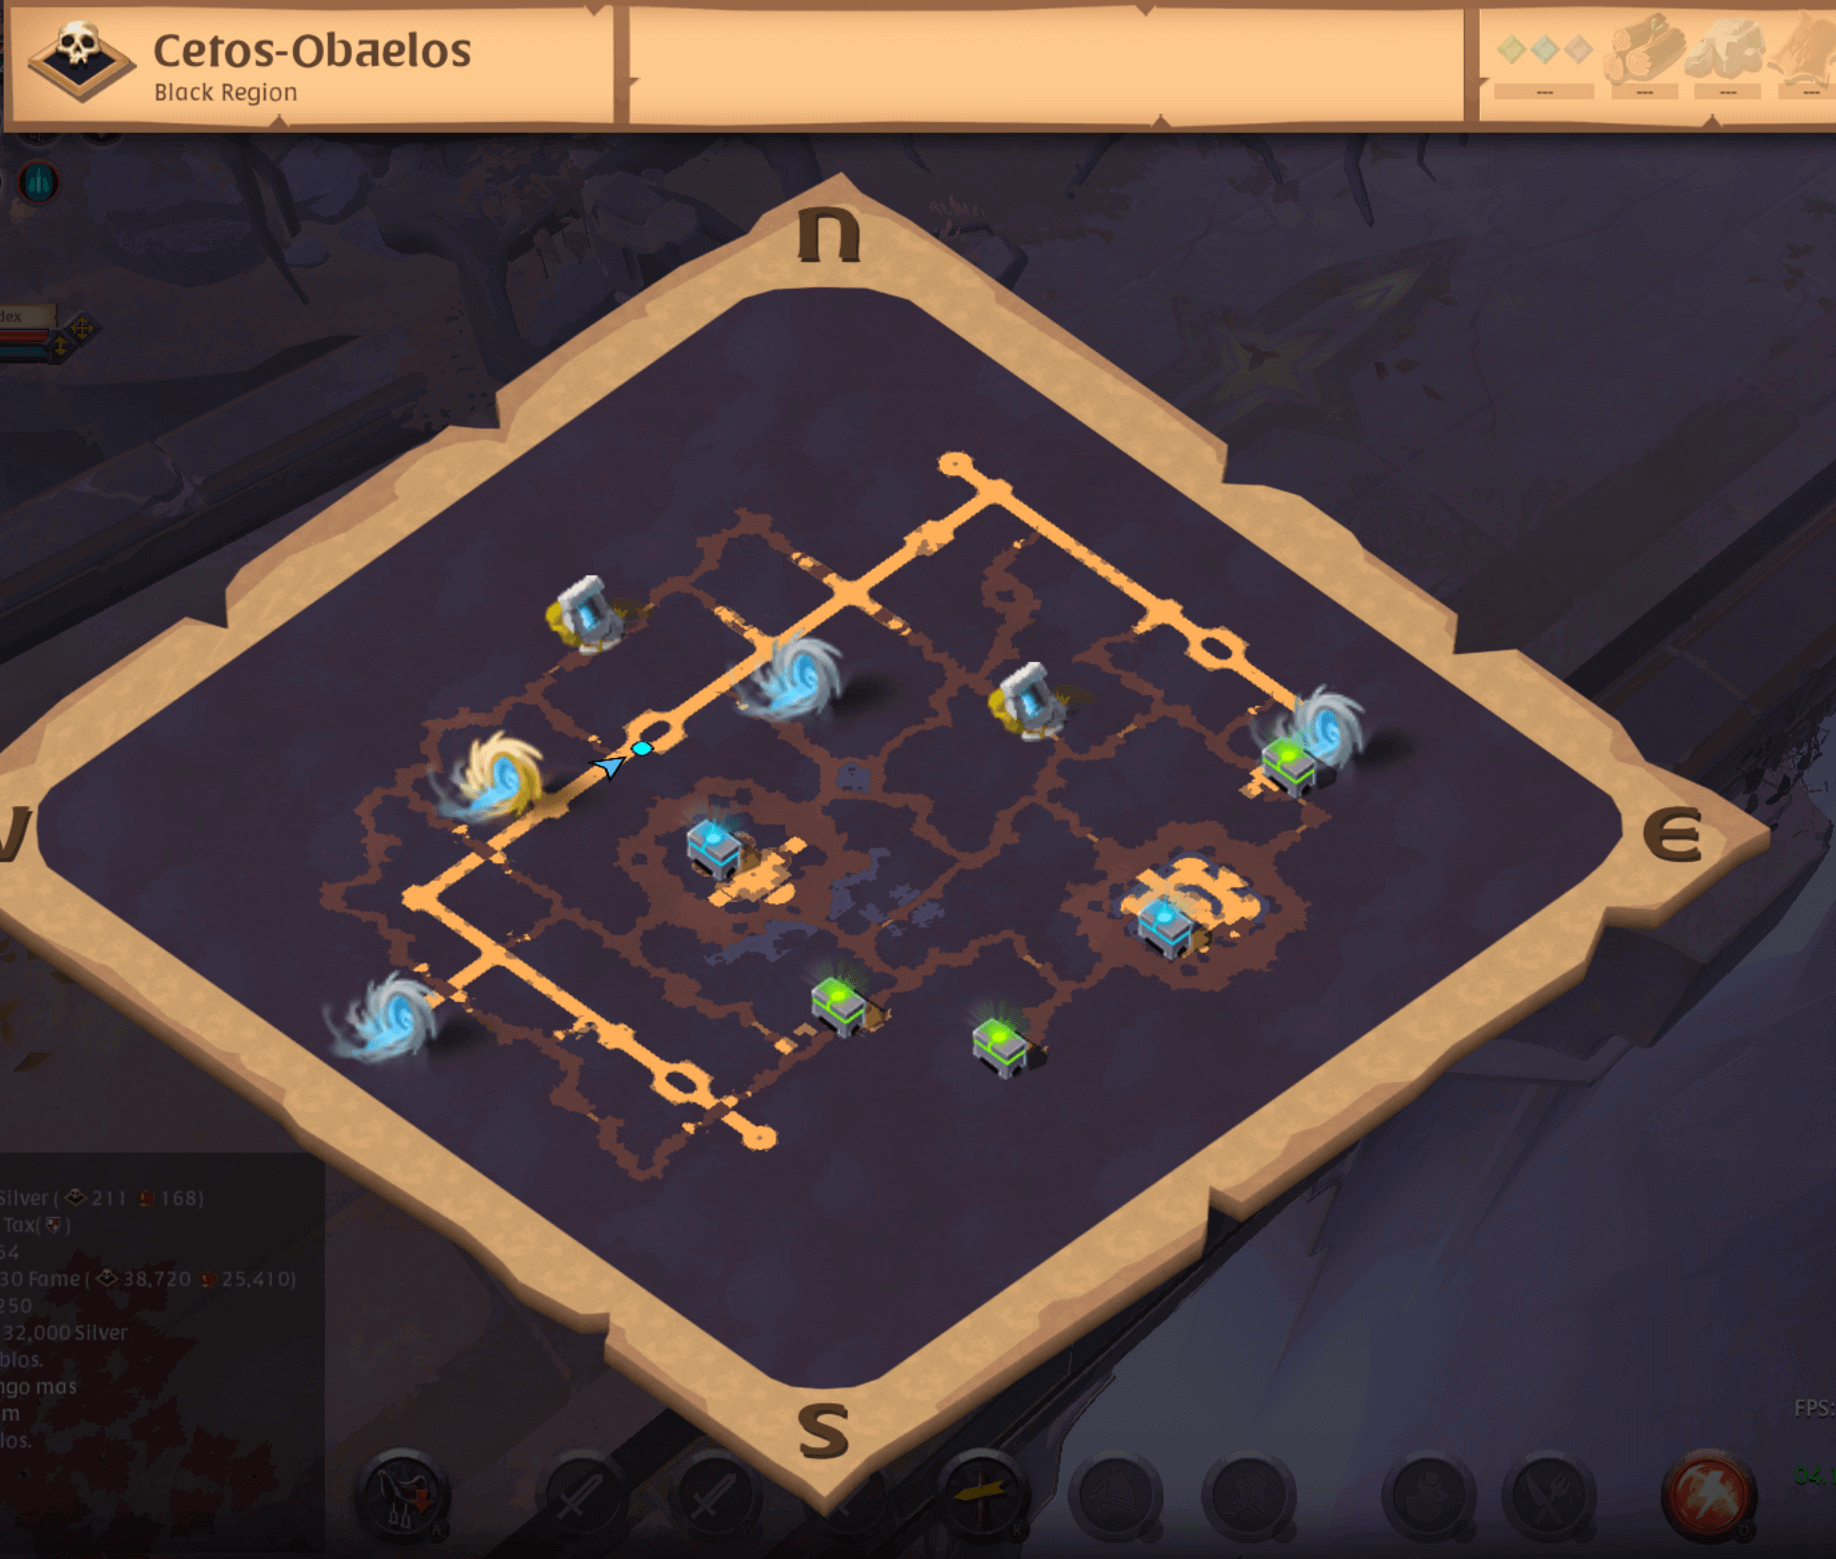 Cetos-Obaelos
Black Region
---
---
---
---
N
dex
E
Silver ( 211 168)
Tax( )
54
30 Fame ( 38,720 25,410)
250
32,000 Silver
blos.
ngo mas
m
los.
S
FPS:
A
R